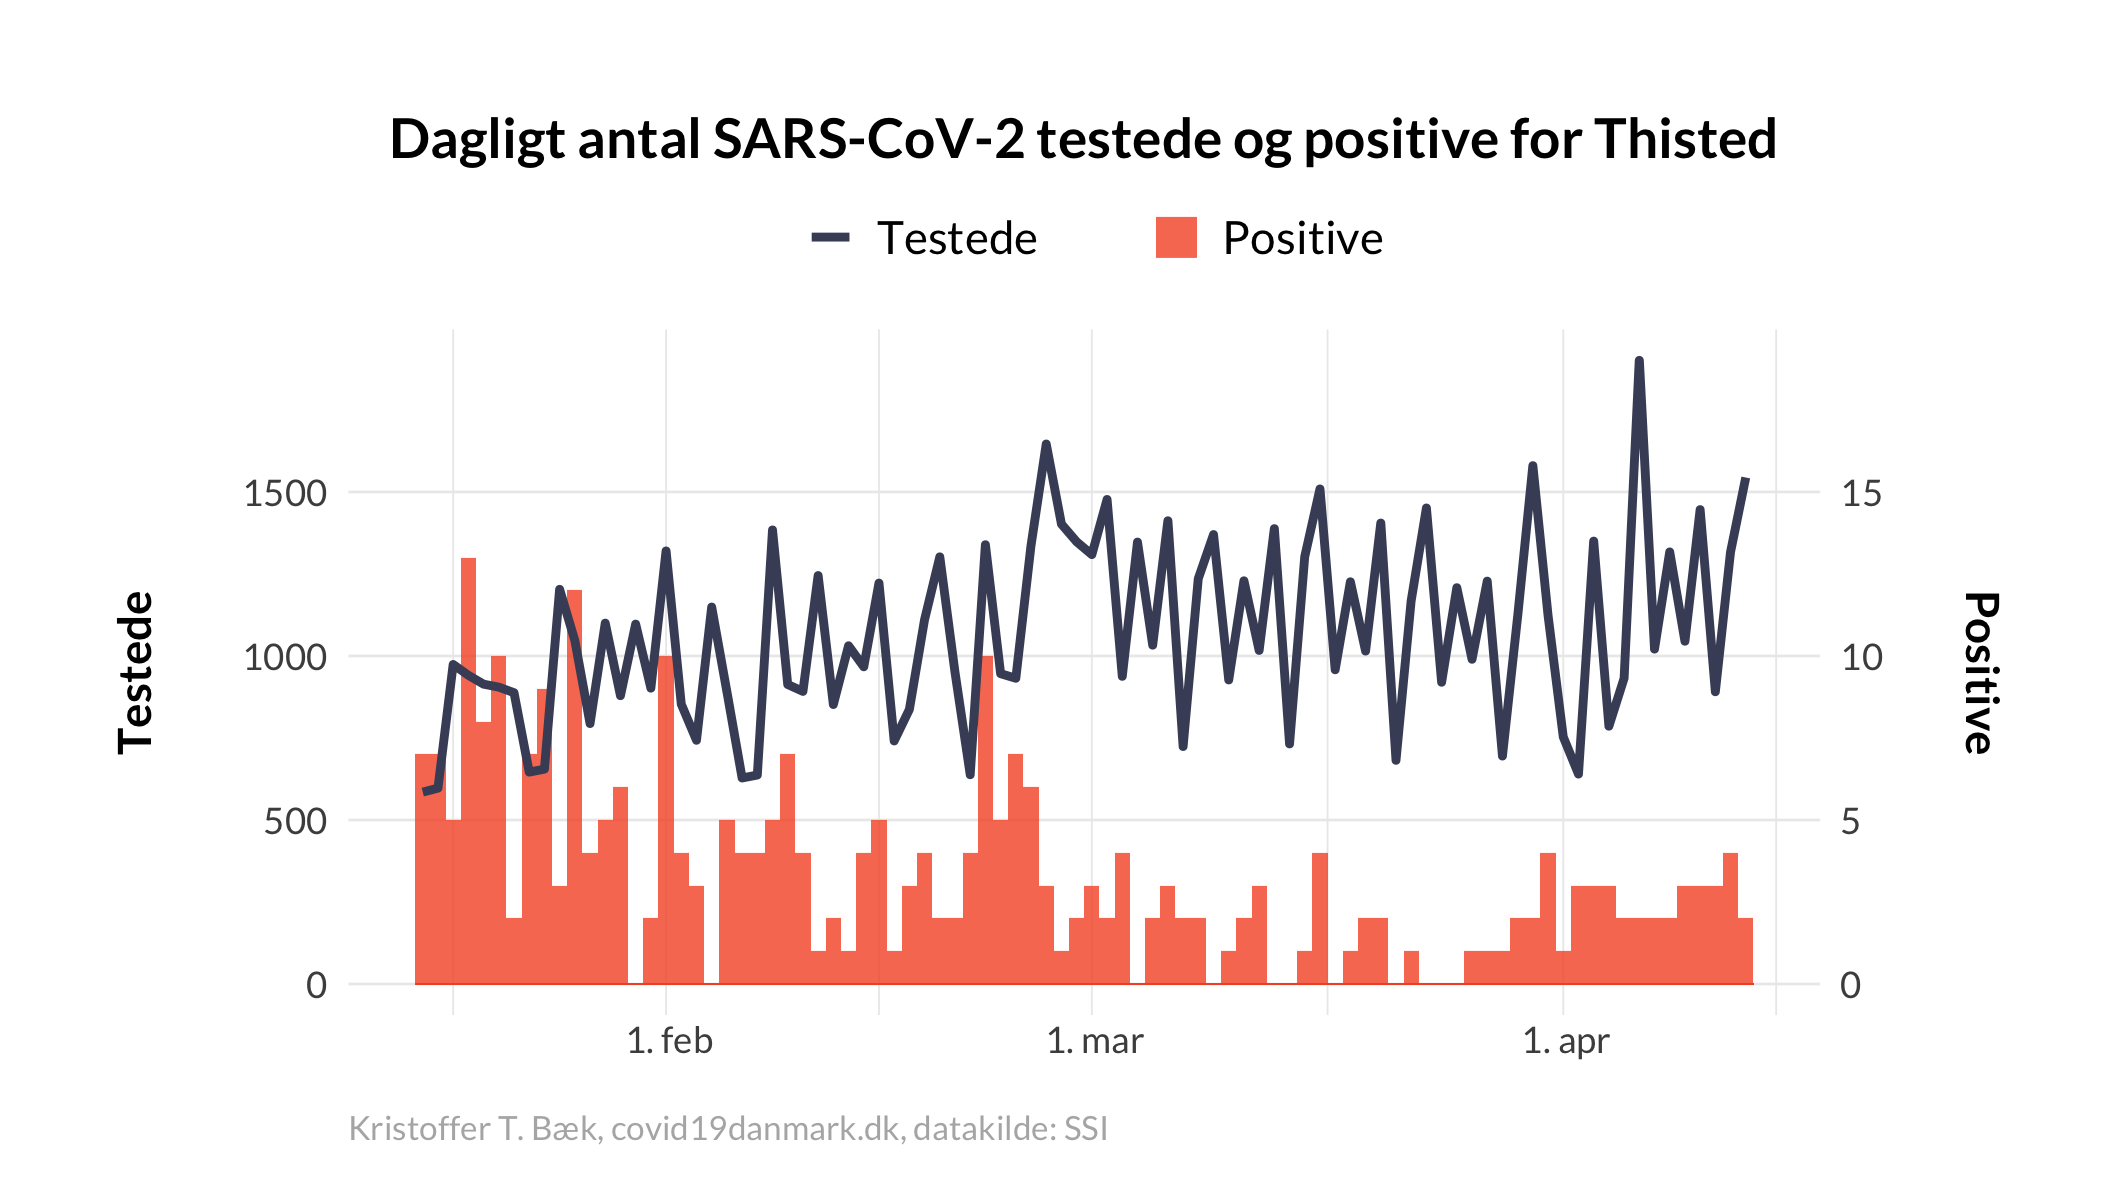 Dagligt antal SARS-CoV-2 testede og positive for Thisted
Testede
Positive
1500
1000
500
0
15
10
5
0
Testede
Positive
1. feb
1. mar
1. apr
Kristoffer T. Bæk, covid19danmark.dk, datakilde: SSI